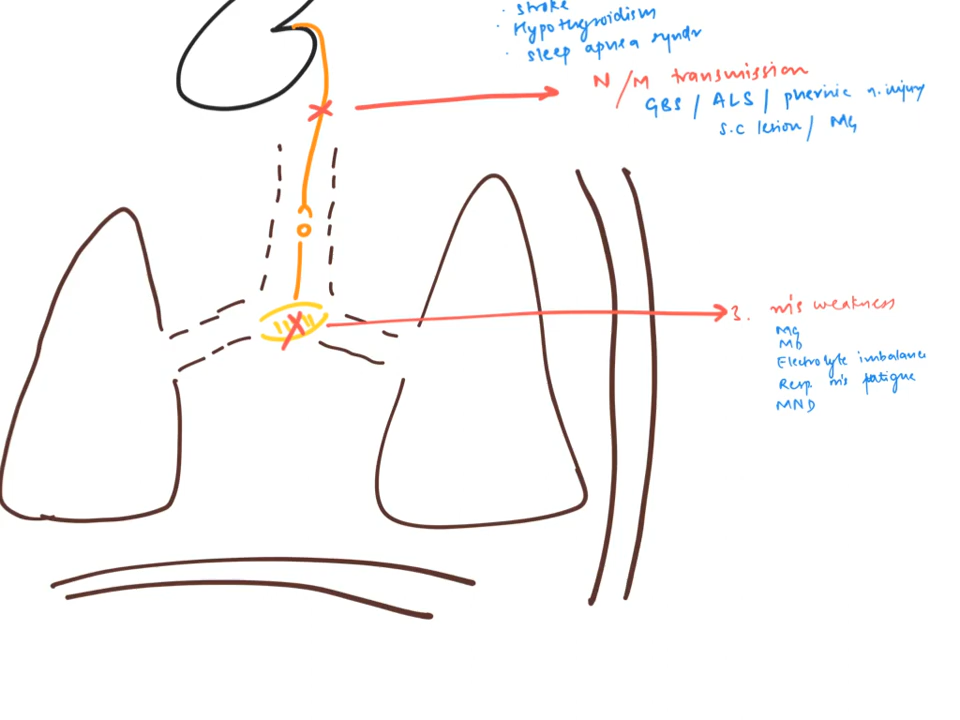 · stroke
· Hypothyroidism
· sleep apnea syndr
N/M transmission
GBS / ALS / phernic n. injury
s.c lesion / MG
3. m's weakness
MG
MD
Electrolyte imbalance
Resp m's fatigue
MND